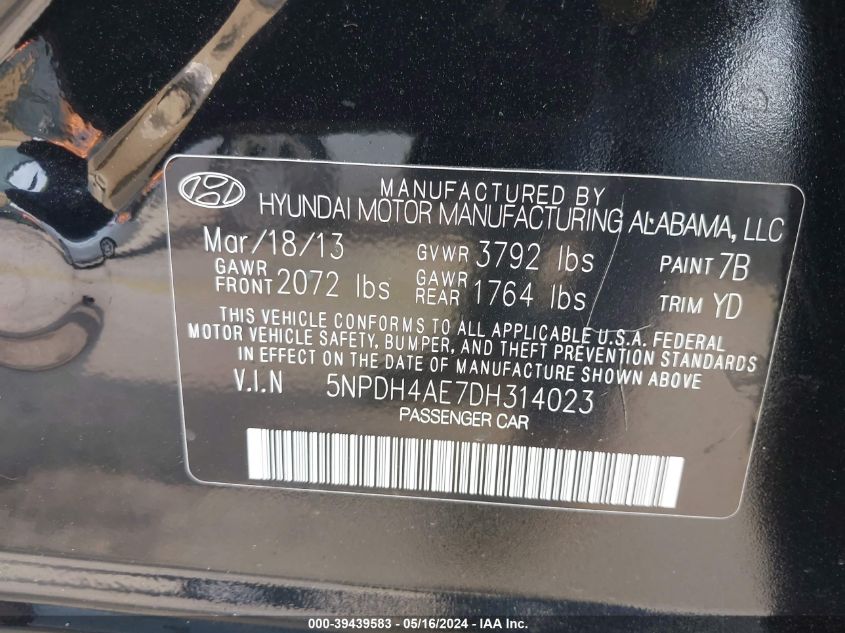 MANUFACTURED BY
HYUNDAI MOTOR MANUFACTURING ALABAMA, LLC
Mar/18/13 GVWR 3792 lbs PAINT 7B
GAWR FRONT 2072 lbs GAWR REAR 1764 lbs TRIM YD
THIS VEHICLE CONFORMS TO ALL APPLICABLE U.S.A. FEDERAL
MOTOR VEHICLE SAFETY, BUMPER, AND THEFT PREVENTION STANDARDS
IN EFFECT ON THE DATE OF MANUFACTURE SHOWN ABOVE
V.I.N 5NPDH4AE7DH314023
PASSENGER CAR
000-39439583 - 05/16/2024 - IAA Inc.